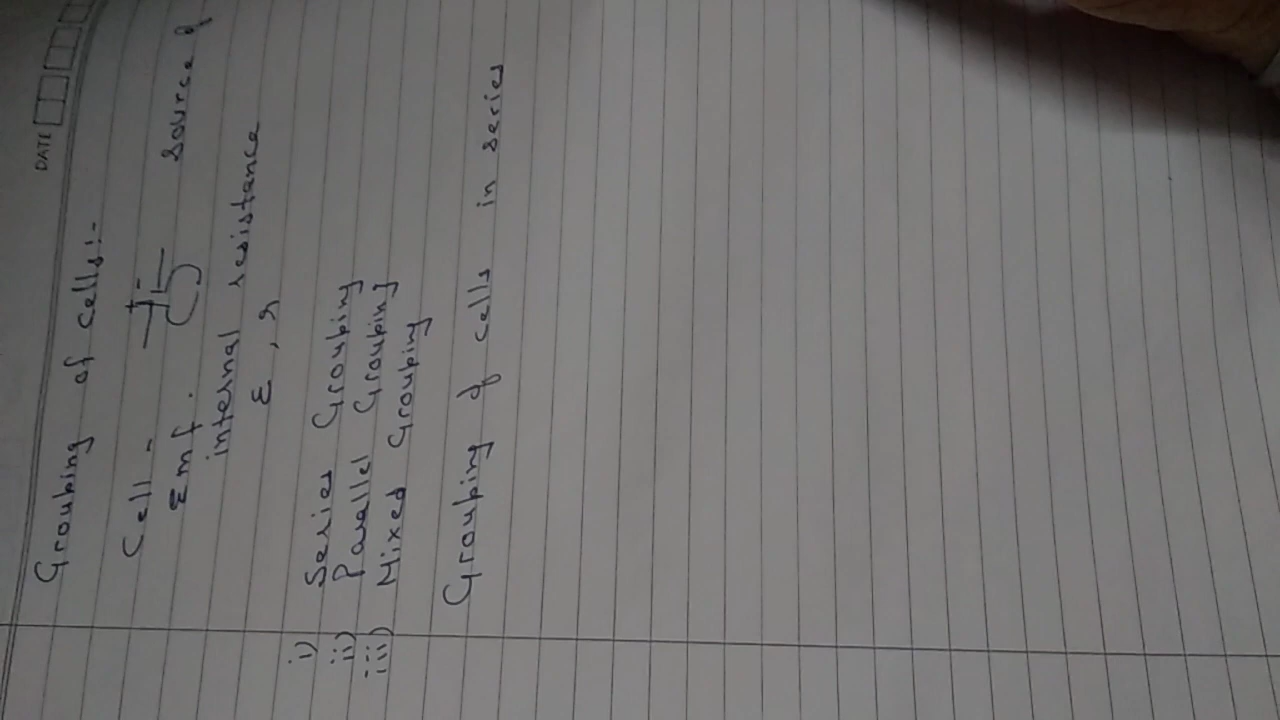 DATE
Grouping of cells:-
Cell - + - source of
Emf.
internal resistance
ε, r
i) Series Grouping
ii) Parallel Grouping
iii) Mixed Grouping
Grouping of cells in series